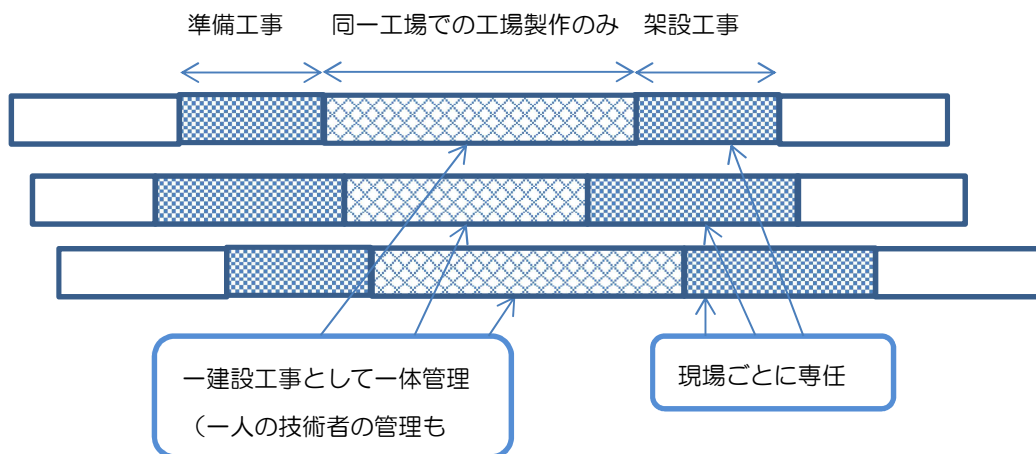 準備工事
同一工場での工場製作のみ
架設工事
一建設工事として一体管理
（一人の技術者の管理も
現場ごとに専任